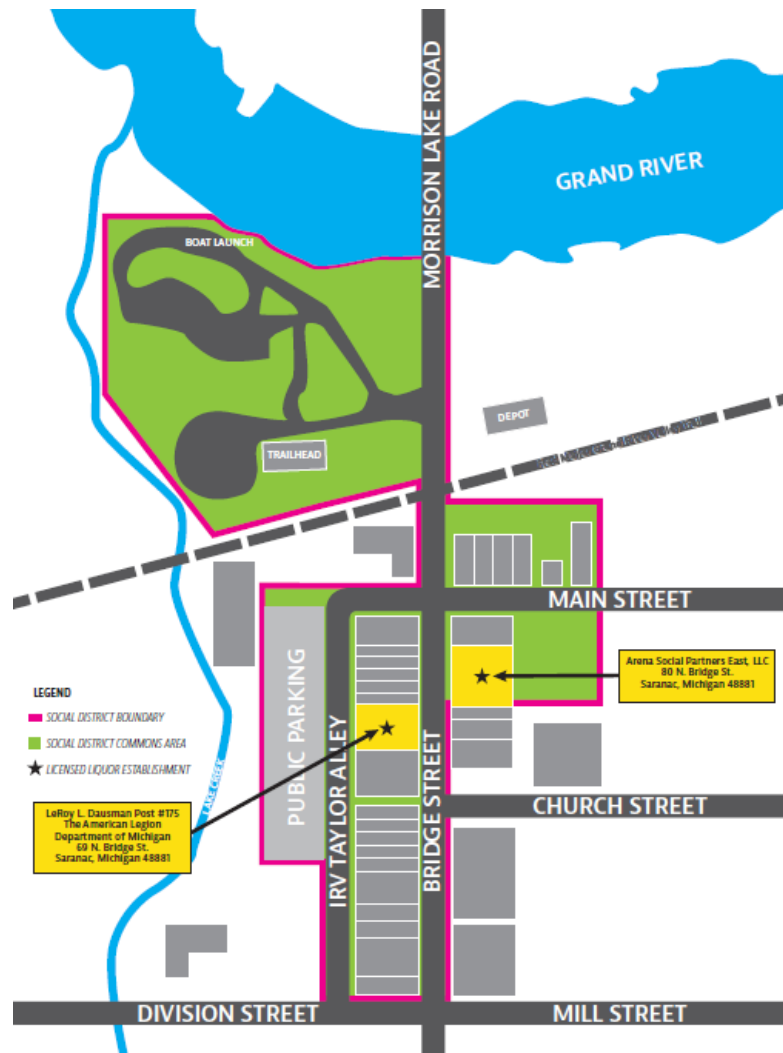 MORRISON LAKE ROAD
GRAND RIVER
BOAT LAUNCH
DEPOT
TRAILHEAD
MAIN STREET
Arena Social Partners East, LLC
80 N. Bridge St.
Saranac, Michigan 48881
LEGEND
SOCIAL DISTRICT BOUNDARY
SOCIAL DISTRICT COMMONS AREA
LICENSED LIQUOR ESTABLISHMENT
PUBLIC PARKING
IRV TAYLOR ALLEY
BRIDGE STREET
LAKE CREEK
CHURCH STREET
LeRoy L. Dausman Post #175
The American Legion
Department of Michigan
69 N. Bridge St.
Saranac, Michigan 48881
DIVISION STREET
MILL STREET